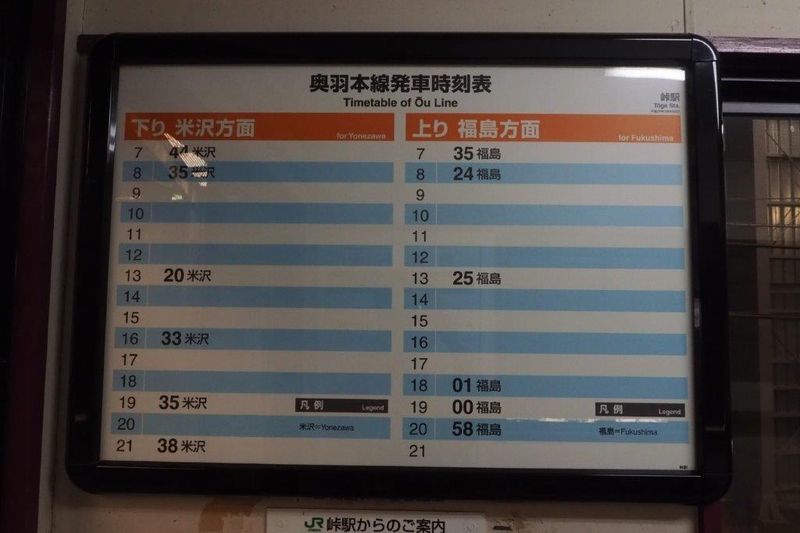 奥羽本線発車時刻表
Timetable of Ōu Line
峠駅
Tōge Sta.
下り 米沢方面 for Yonezawa
7 44 米沢
8 35 米沢
9
10
11
12
13 20 米沢
14
15
16 33 米沢
17
18
19 35 米沢
20
21 38 米沢
凡例 Legend
米沢=Yonezawa
上り 福島方面 for Fukushima
7 35 福島
8 24 福島
9
10
11
12
13 25 福島
14
15
16
17
18 01 福島
19 00 福島
20 58 福島
21
凡例 Legend
福島=Fukushima
峠駅
JR 峠駅からのご案内